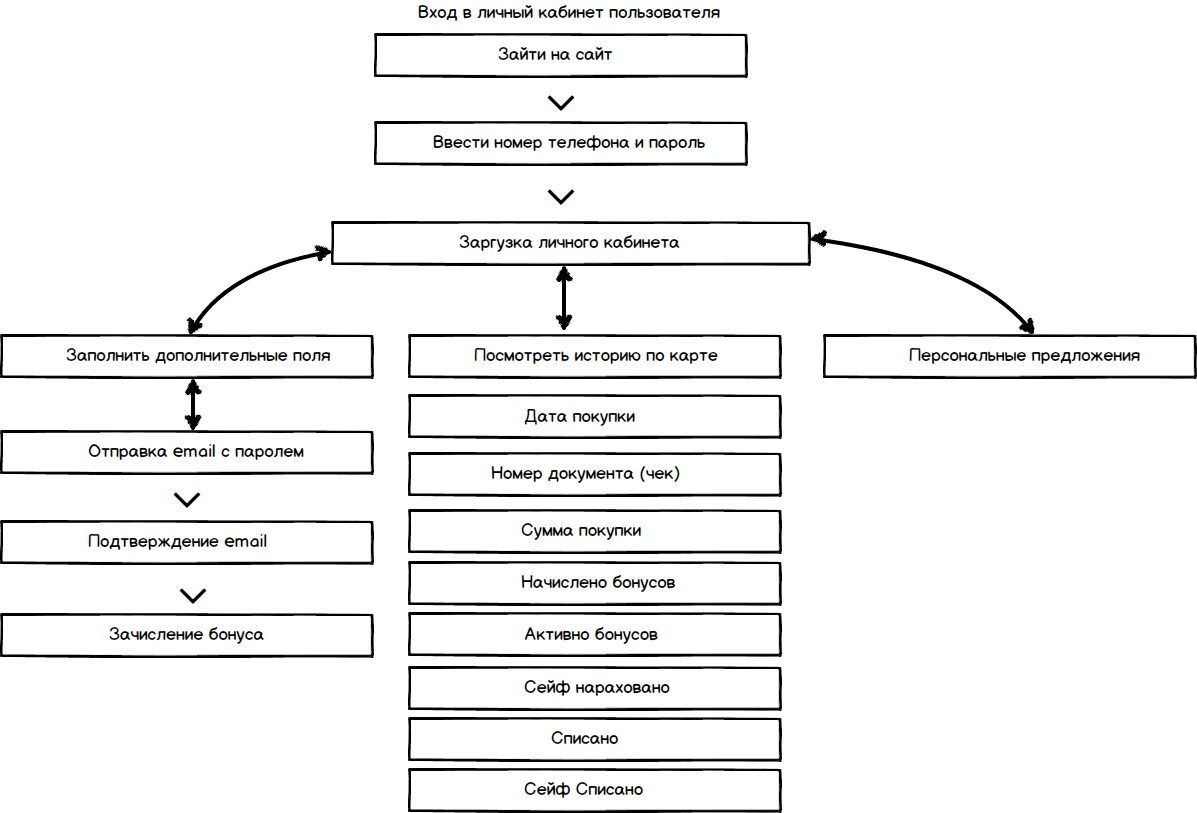 Вход в личный кабинет пользователя
Зайти на сайт
Ввести номер телефона и пароль
Заргузка личного кабинета
Заполнить дополнительные поля
Посмотреть историю по карте
Персональные предложения
Отправка email с паролем
Подтверждение email
Зачисление бонуса
Дата покупки
Номер документа (чек)
Сумма покупки
Начислено бонусов
Активно бонусов
Сейф нараховано
Списано
Сейф Списано